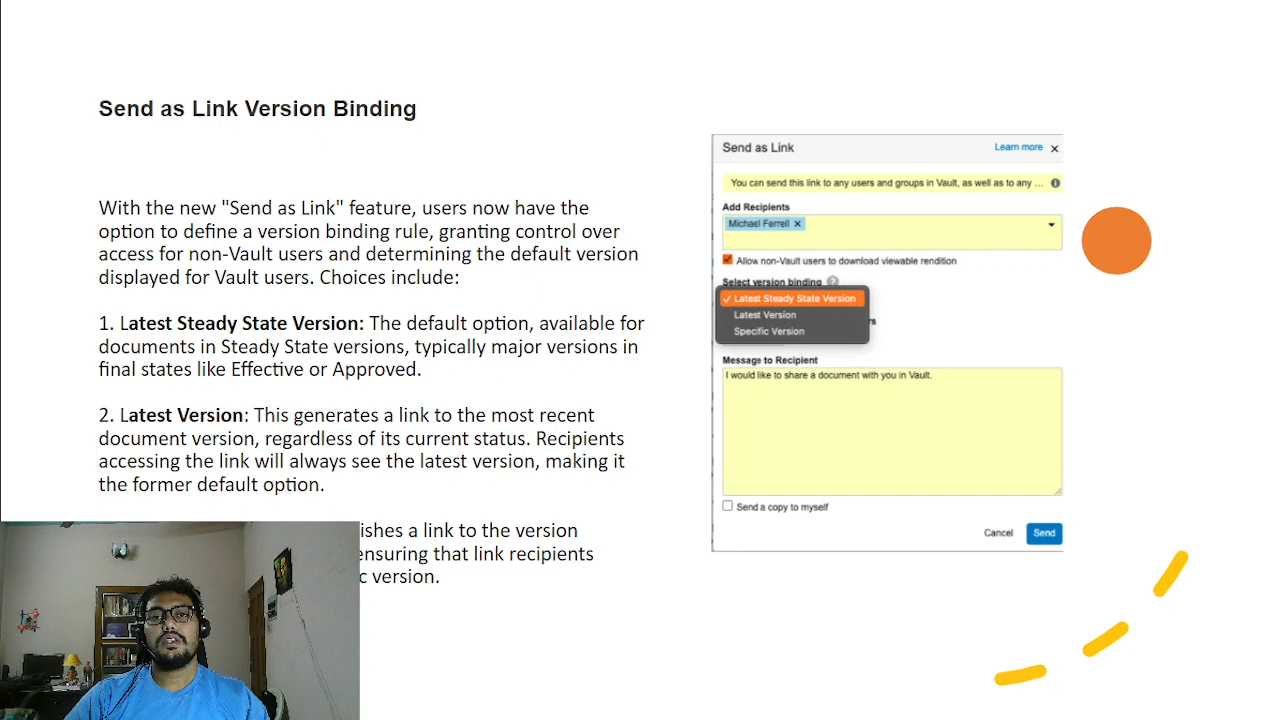 Send as Link Version Binding
With the new "Send as Link" feature, users now have the
option to define a version binding rule, granting control over
access for non-Vault users and determining the default version
displayed for Vault users. Choices include:
1. Latest Steady State Version: The default option, available for
documents in Steady State versions, typically major versions in
final states like Effective or Approved.
2. Latest Version: This generates a link to the most recent
document version, regardless of its current status. Recipients
accessing the link will always see the latest version, making it
the former default option.
ishes a link to the version
ensuring that link recipients
c version.
Send as Link
Learn more
You can send this link to any users and groups in Vault, as well as to any ...
Add Recipients
Michael Ferrell
Allow non-Vault users to download viewable rendition
Select version binding
Latest Steady State Version
Latest Version
Specific Version
Message to Recipient
I would like to share a document with you in Vault.
Send a copy to myself
Cancel
Send